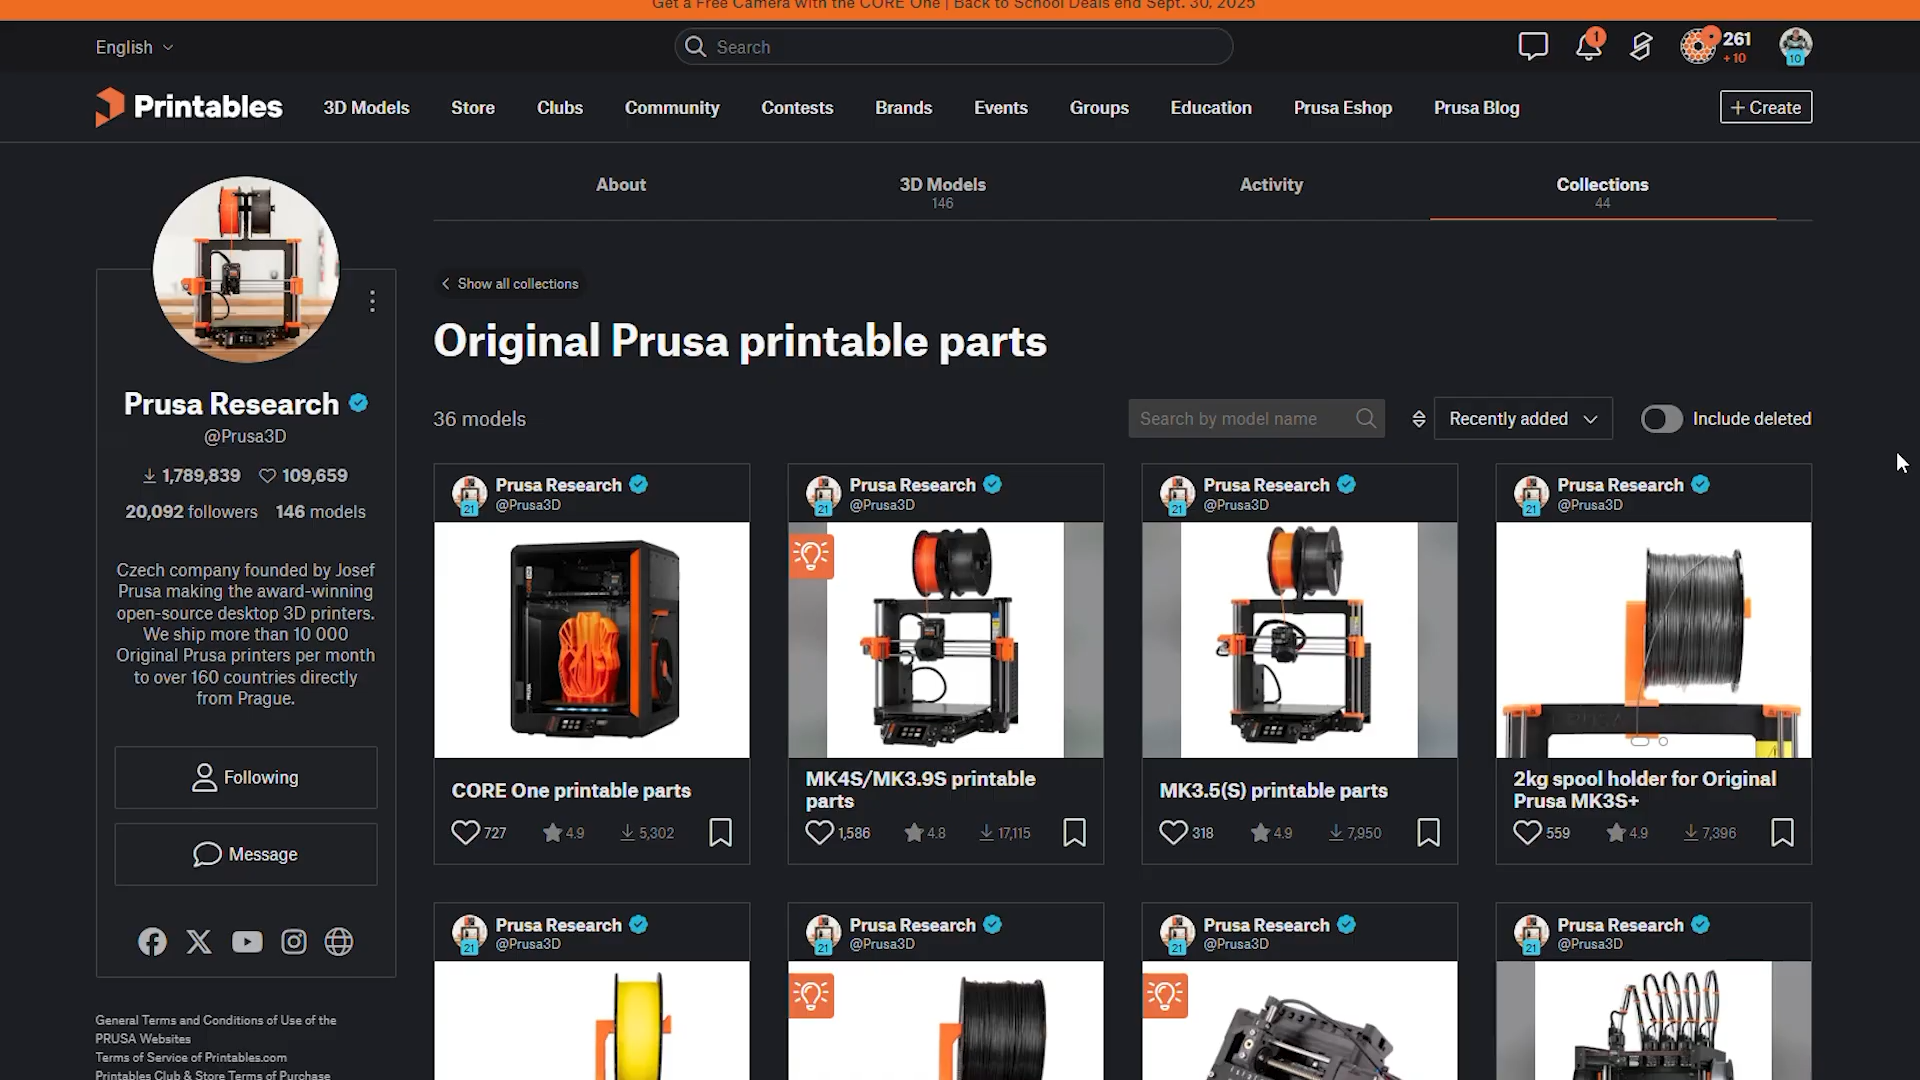 Get a Free Camera with the CORE One | Back to School Deals end Sept. 30, 2025
English
Search
1
261
+10
10
Printables
3D Models
Store
Clubs
Community
Contests
Brands
Events
Groups
Education
Prusa Eshop
Prusa Blog
+ Create
About
3D Models
146
Activity
Collections
44
Prusa Research
@Prusa3D
1,789,839
109,659
20,092 followers
146 models
Czech company founded by Josef
Prusa making the award-winning
open-source desktop 3D printers.
We ship more than 10 000
Original Prusa printers per month
to over 160 countries directly
from Prague.
Following
Message
General Terms and Conditions of Use of the
PRUSA Websites
Terms of Service of Printables.com
Printables Club & Store Terms of Purchase
Show all collections
Original Prusa printable parts
36 models
Search by model name
Recently added
Include deleted
Prusa Research
@Prusa3D
21
CORE One printable parts
727
4.9
5,302
Prusa Research
@Prusa3D
21
MK4S/MK3.9S printable
parts
1,586
4.8
17,115
Prusa Research
@Prusa3D
21
MK3.5(S) printable parts
318
4.9
7,950
Prusa Research
@Prusa3D
21
2kg spool holder for Original
Prusa MK3S+
559
4.9
7,396
Prusa Research
@Prusa3D
21
Prusa Research
@Prusa3D
21
Prusa Research
@Prusa3D
21
Prusa Research
@Prusa3D
21